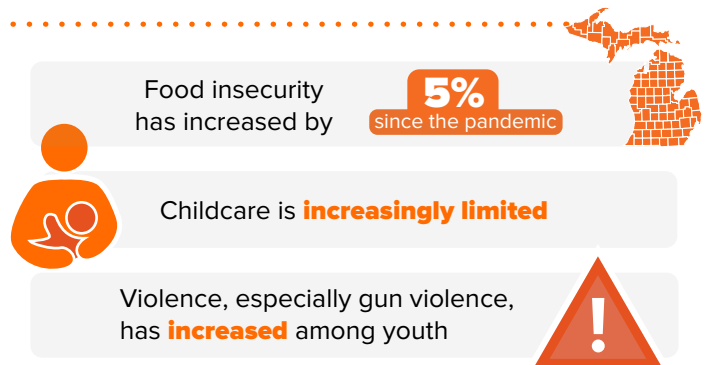 Food insecurity
has increased by
5%
since the pandemic
Childcare is increasingly limited
Violence, especially gun violence,
has increased among youth
!